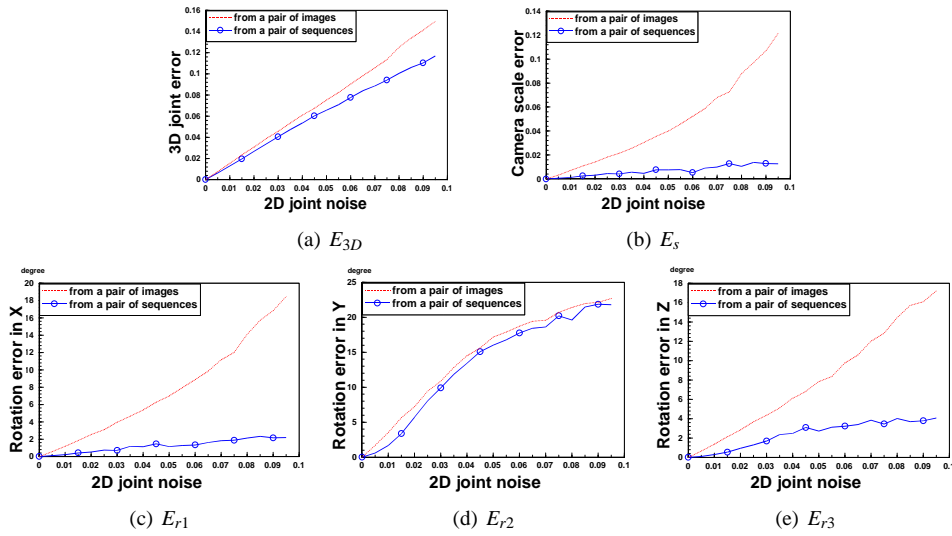 0.16
0.14
0.12
0.1
0.08
0.06
0.04
0.02
0
3D joint error
from a pair of images
from a pair of sequences
0 0.01 0.02 0.03 0.04 0.05 0.06 0.07 0.08 0.09 0.1
2D joint noise
(a) E3D
0.14
0.12
0.1
0.08
0.06
0.04
0.02
0
Camera scale error
from a pair of images
from a pair of sequences
0 0.01 0.02 0.03 0.04 0.05 0.06 0.07 0.08 0.09 0.1
2D joint noise
(b) Es
degree
20
18
16
14
12
10
8
6
4
2
0
Rotation error in X
from a pair of images
from a pair of sequences
0 0.01 0.02 0.03 0.04 0.05 0.06 0.07 0.08 0.09 0.1
2D joint noise
(c) Er1
degree
25
20
15
10
5
0
Rotation error in Y
from a pair of images
from a pair of sequences
0 0.01 0.02 0.03 0.04 0.05 0.06 0.07 0.08 0.09 0.1
2D joint noise
(d) Er2
degree
18
16
14
12
10
8
6
4
2
0
Rotation error in Z
from a pair of images
from a pair of sequences
0 0.01 0.02 0.03 0.04 0.05 0.06 0.07 0.08 0.09 0.1
2D joint noise
(e) Er3